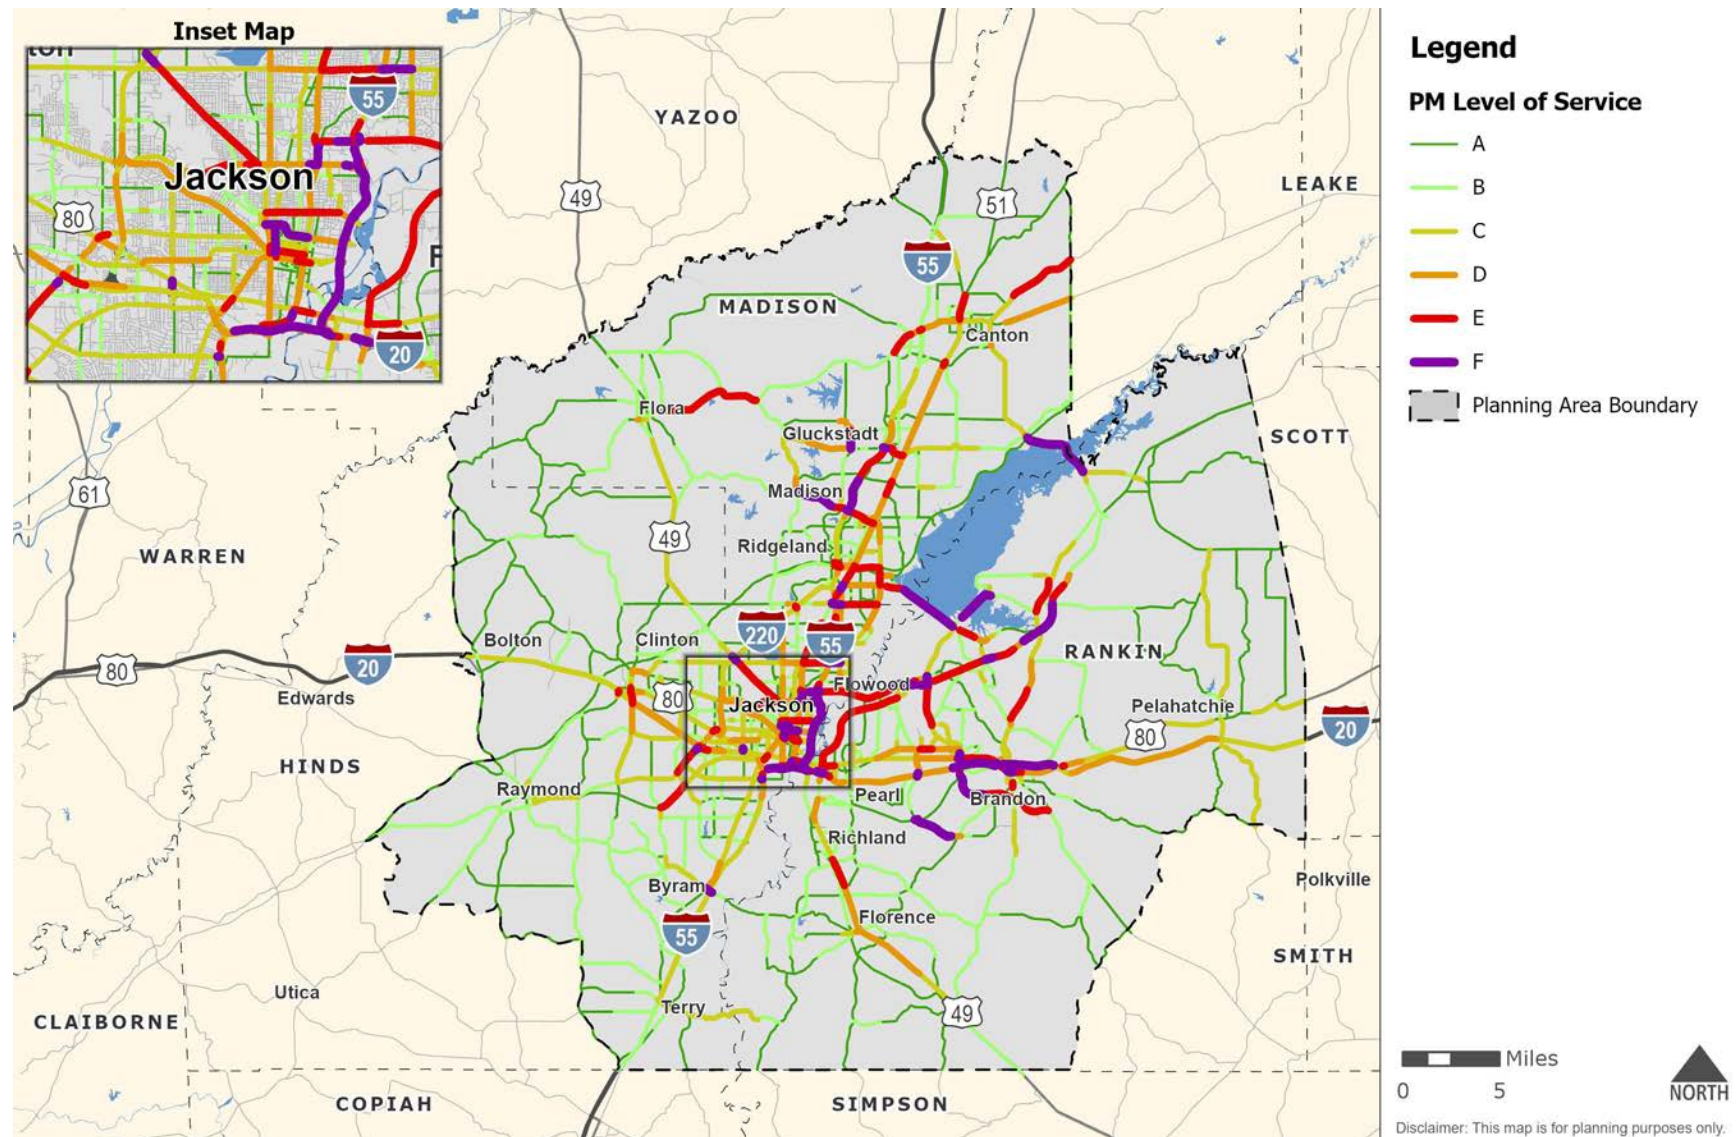 Inset Map
ton
55
Jackson
80
F
20
YAZOO
LEAKE
49
51
55
MADISON
Canton
Flora
Gluckstadt
SCOTT
61
Madison
WARREN
49
Ridgeland
Bolton
Clinton
220
55
RANKIN
80
20
Edwards
80
Flowood
Jackson
Pelahatchie
80
20
HINDS
Raymond
Pearl
Brandon
Richland
Byram
Polkville
Florence
55
SMITH
Utica
Terry
49
CLAIBORNE
COPIAH
SIMPSON
Legend
PM Level of Service
A
B
C
D
E
F
Planning Area Boundary
Miles
0 5
NORTH
Disclaimer: This map is for planning purposes only.